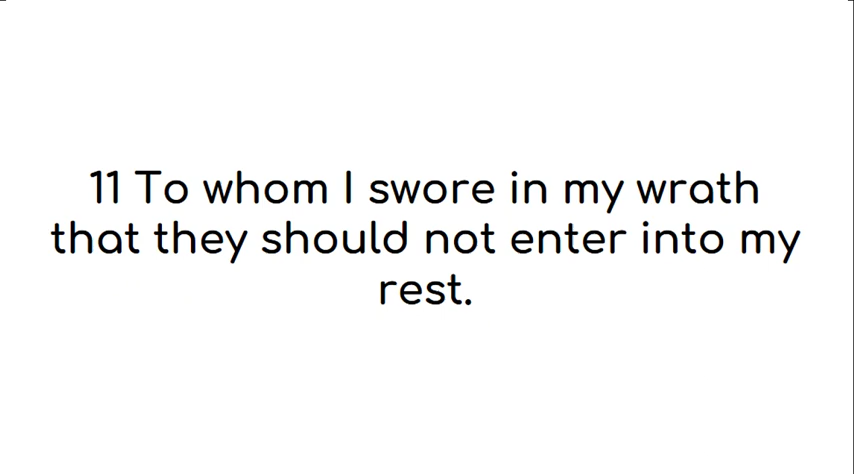 11 To whom I swore in my wrath
that they should not enter into my
rest.